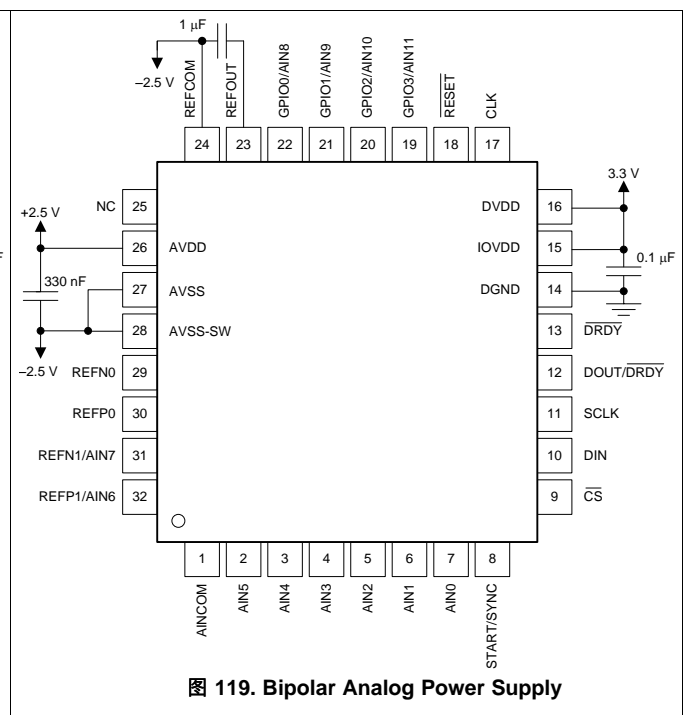 1 μF
–2.5 V
REFCOM
REFOUT
GPIO0/AIN8
GPIO1/AIN9
GPIO2/AIN10
GPIO3/AIN11
RESET
CLK
24
23
22
21
20
19
18
17
NC
25
+2.5 V
26
AVDD
F
330 nF
27
AVSS
28
AVSS-SW
–2.5 V
REFN0
29
REFP0
30
REFN1/AIN7
31
REFP1/AIN6
32
3.3 V
DVDD
16
IOVDD
15
0.1 μF
DGND
14
13
DRDY
12
DOUT/DRDY
11
SCLK
10
DIN
9
CS
1
2
3
4
5
6
7
8
AINCOM
AIN5
AIN4
AIN3
AIN2
AIN1
AIN0
START/SYNC
图 119. Bipolar Analog Power Supply